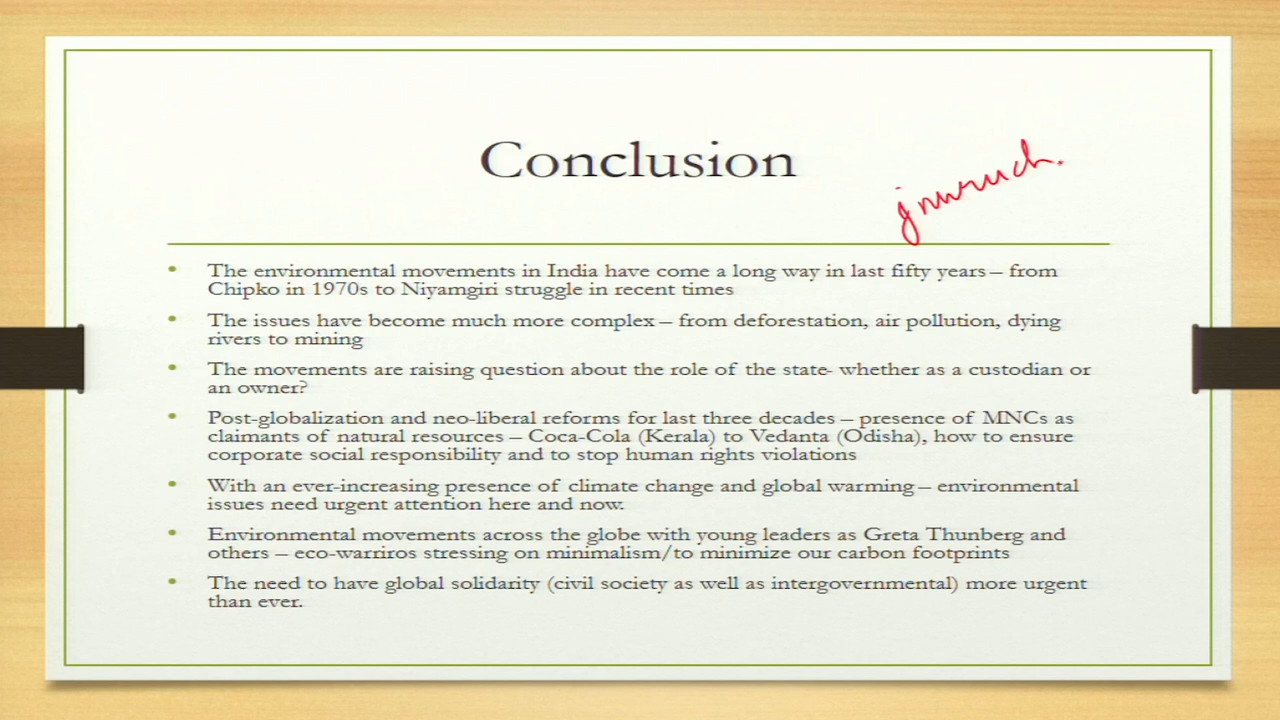 Conclusion
jnuruch.
• The environmental movements in India have come a long way in last fifty years – from
Chipko in 1970s to Niyamgiri struggle in recent times
• The issues have become much more complex – from deforestation, air pollution, dying
rivers to mining
• The movements are raising question about the role of the state- whether as a custodian or
an owner?
• Post-globalization and neo-liberal reforms for last three decades – presence of MNCs as
claimants of natural resources – Coca-Cola (Kerala) to Vedanta (Odisha), how to ensure
corporate social responsibility and to stop human rights violations
• With an ever-increasing presence of climate change and global warming – environmental
issues need urgent attention here and now.
• Environmental movements across the globe with young leaders as Greta Thunberg and
others – eco-warriros stressing on minimalism/to minimize our carbon footprints
• The need to have global solidarity (civil society as well as intergovernmental) more urgent
than ever.